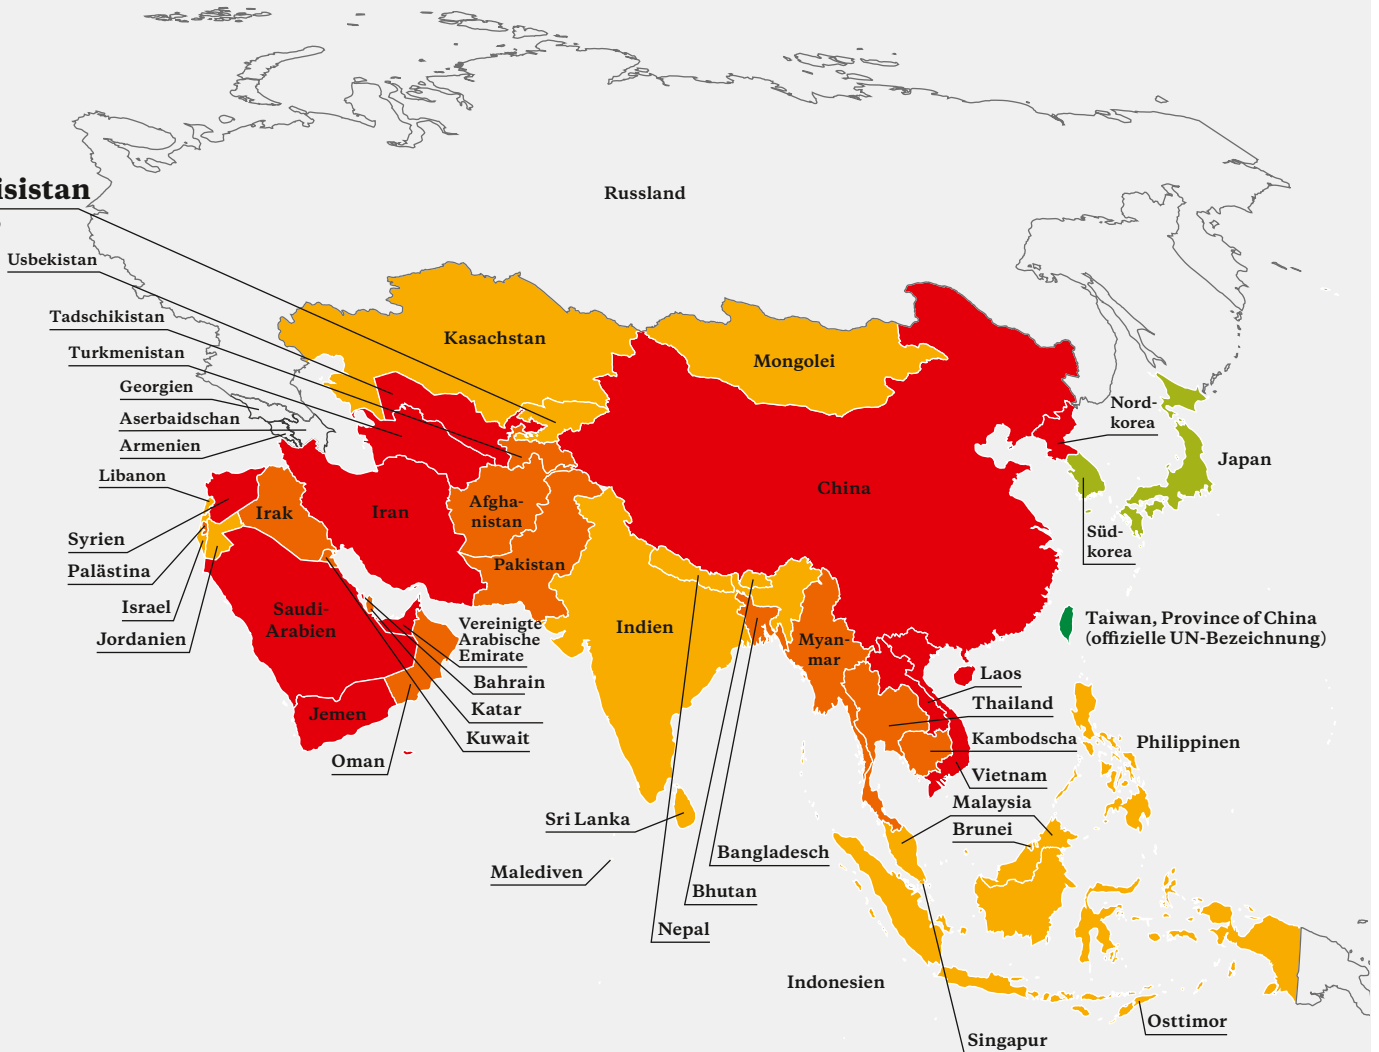 isistan
Russland
Usbekistan
Tadschikistan
Turkmenistan
Georgien
Aserbaidschan
Armenien
Libanon
Syrien
Palästina
Israel
Jordanien
Kasachstan
Mongolei
China
Nord-
korea
Japan
Süd-
korea
Taiwan, Province of China
(offizielle UN-Bezeichnung)
Irak
Iran
Afgha-
nistan
Pakistan
Saudi-
Arabien
Jemen
Oman
Vereinigte
Arabische
Emirate
Bahrain
Katar
Kuwait
Indien
Myan-
mar
Laos
Thailand
Kambodscha
Vietnam
Philippinen
Malaysia
Brunei
Sri Lanka
Malediven
Bangladesch
Bhutan
Nepal
Indonesien
Osttimor
Singapur